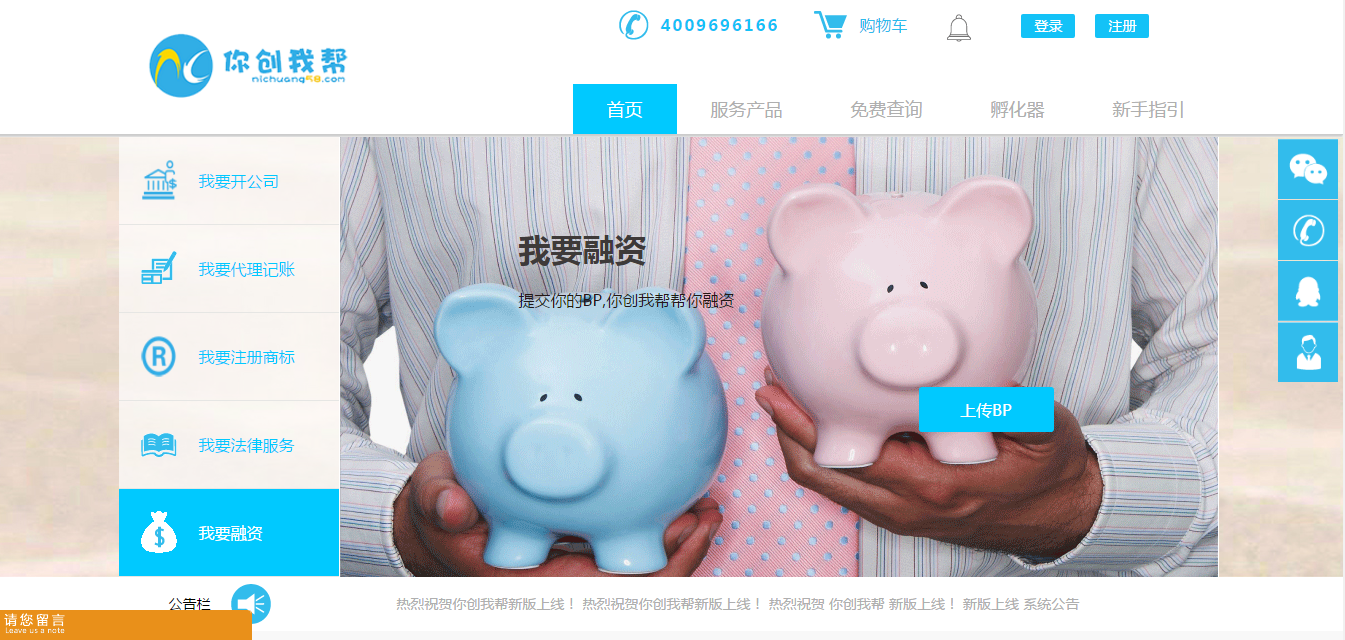 4009696166
购物车
登录
注册
你创我帮
nichuang58.com
首页
服务产品
免费查询
孵化器
新手指引
我要开公司
我要代理记账
我要注册商标
我要法律服务
我要融资
我要融资
提交你的BP,你创我帮帮你融资
上传BP
公告栏
热烈祝贺你创我帮新版上线！ 热烈祝贺你创我帮新版上线！ 热烈祝贺 你创我帮 新版上线！ 新版上线 系统公告
请您留言
Leave us a note